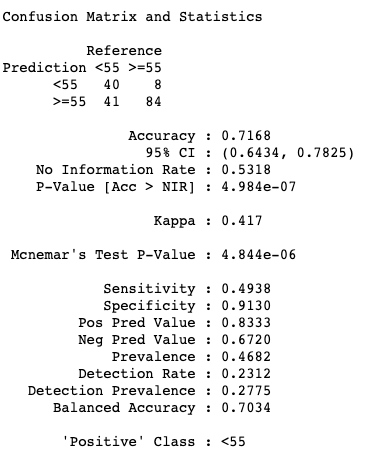 Confusion Matrix and Statistics
Reference
Prediction <55 >=55
<55 40 8
>=55 41 84
Accuracy : 0.7168
95% CI : (0.6434, 0.7825)
No Information Rate : 0.5318
P-Value [Acc > NIR] : 4.984e-07
Kappa : 0.417
Mcnemar's Test P-Value : 4.844e-06
Sensitivity : 0.4938
Specificity : 0.9130
Pos Pred Value : 0.8333
Neg Pred Value : 0.6720
Prevalence : 0.4682
Detection Rate : 0.2312
Detection Prevalence : 0.2775
Balanced Accuracy : 0.7034
'Positive' Class : <55